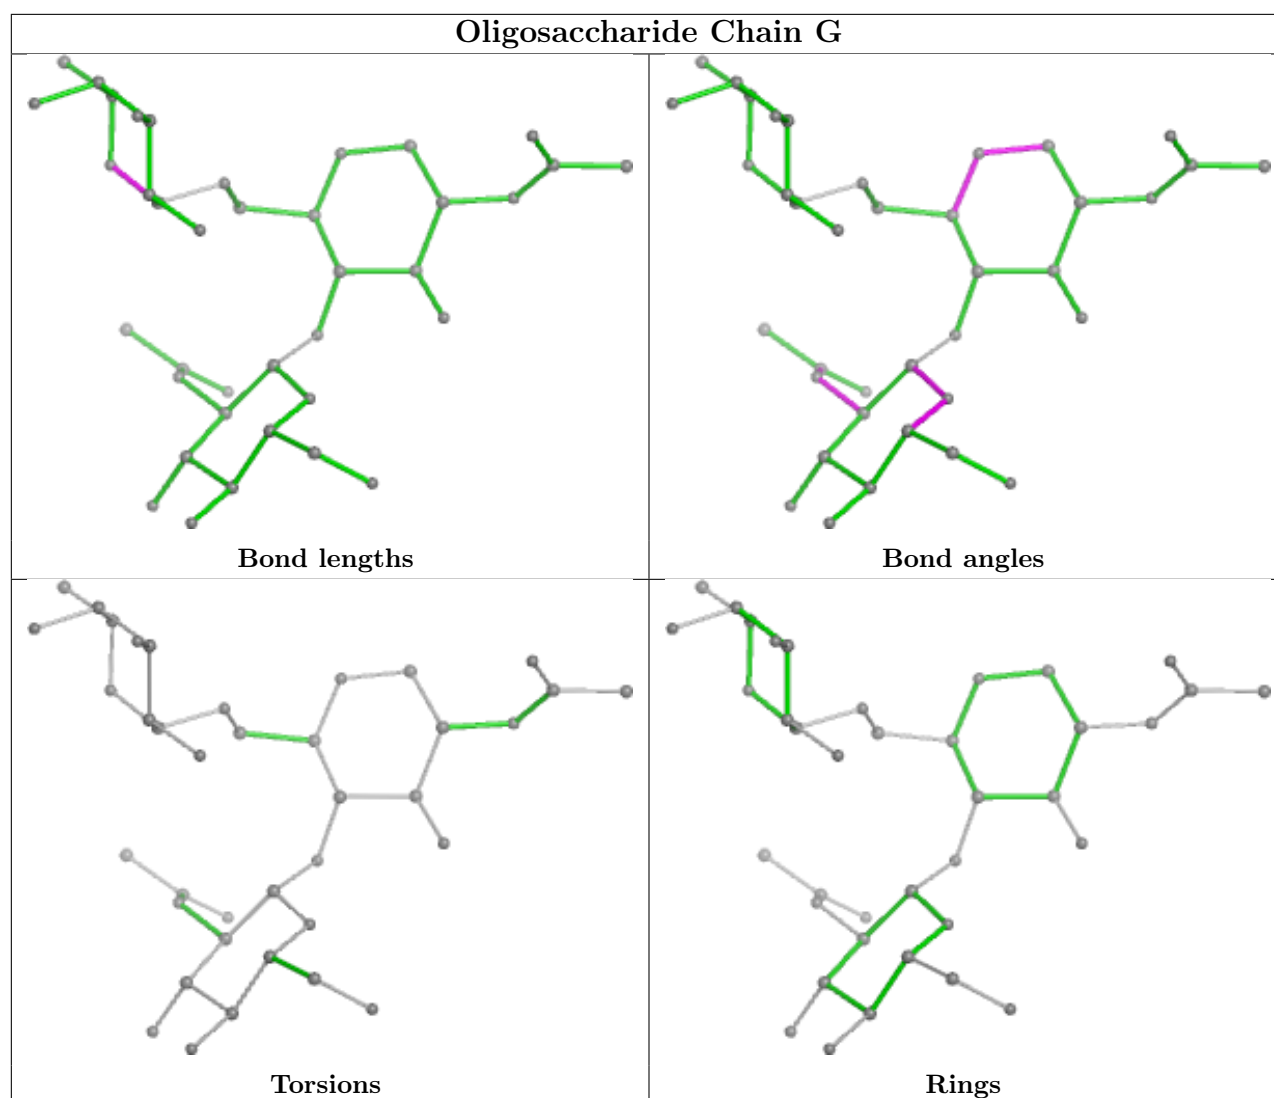 Oligosaccharide Chain G
Bond lengths
Bond angles
Torsions
Rings